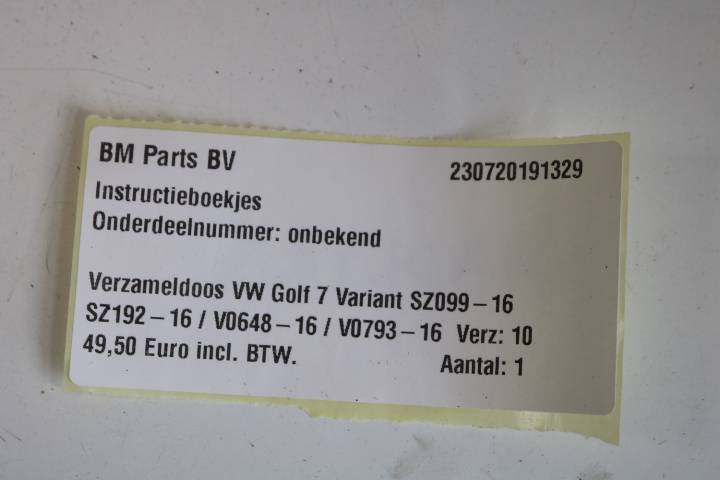 BM Parts BV 230720191329
Instructieboekjes
Onderdeelnummer: onbekend
Verzameldoos VW Golf 7 Variant SZ099-16
SZ192-16 / V0648-16 / V0793-16 Verz: 10
49,50 Euro incl. BTW. Aantal: 1